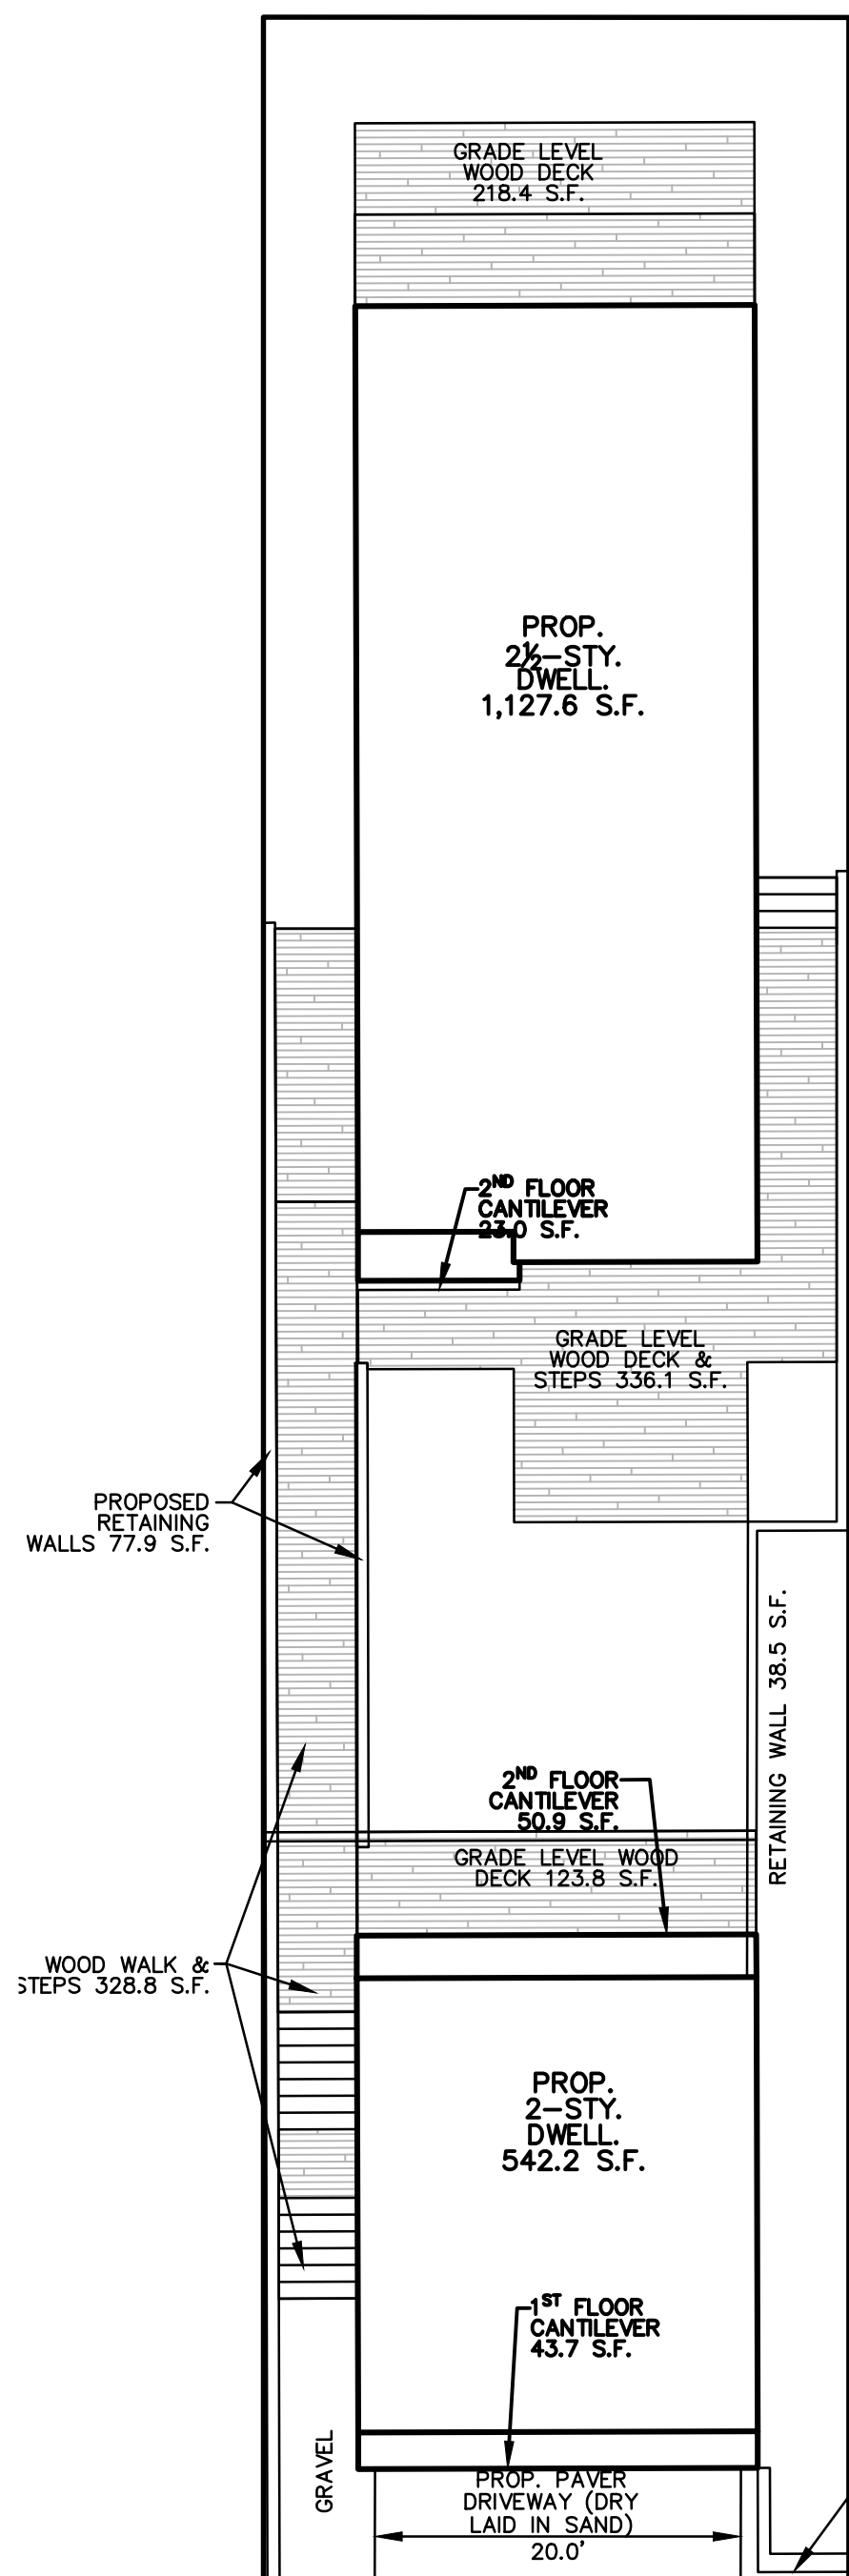 GRADE LEVEL
WOOD DECK
218.4 S.F.
PROP.
2½-STY.
DWELL.
1,127.6 S.F.
2ND FLOOR
CANTILEVER
23.0 S.F.
GRADE LEVEL
WOOD DECK &
STEPS 336.1 S.F.
PROPOSED
RETAINING
WALLS 77.9 S.F.
RETAINING WALL 38.5 S.F.
2ND FLOOR
CANTILEVER
50.9 S.F.
GRADE LEVEL WOOD
DECK 123.8 S.F.
WOOD WALK &
STEPS 328.8 S.F.
PROP.
2-STY.
DWELL.
542.2 S.F.
1ST FLOOR
CANTILEVER
43.7 S.F.
GRAVEL
PROP. PAVER
DRIVEWAY (DRY
LAID IN SAND)
20.0'